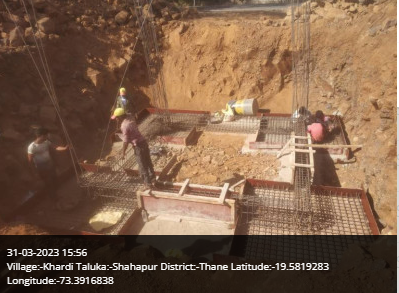 31-03-2023 15:56
Village:-Khardi Taluka:-Shahapur District:-Thane Latitude:-19.5819283
Longitude:-73.3916838